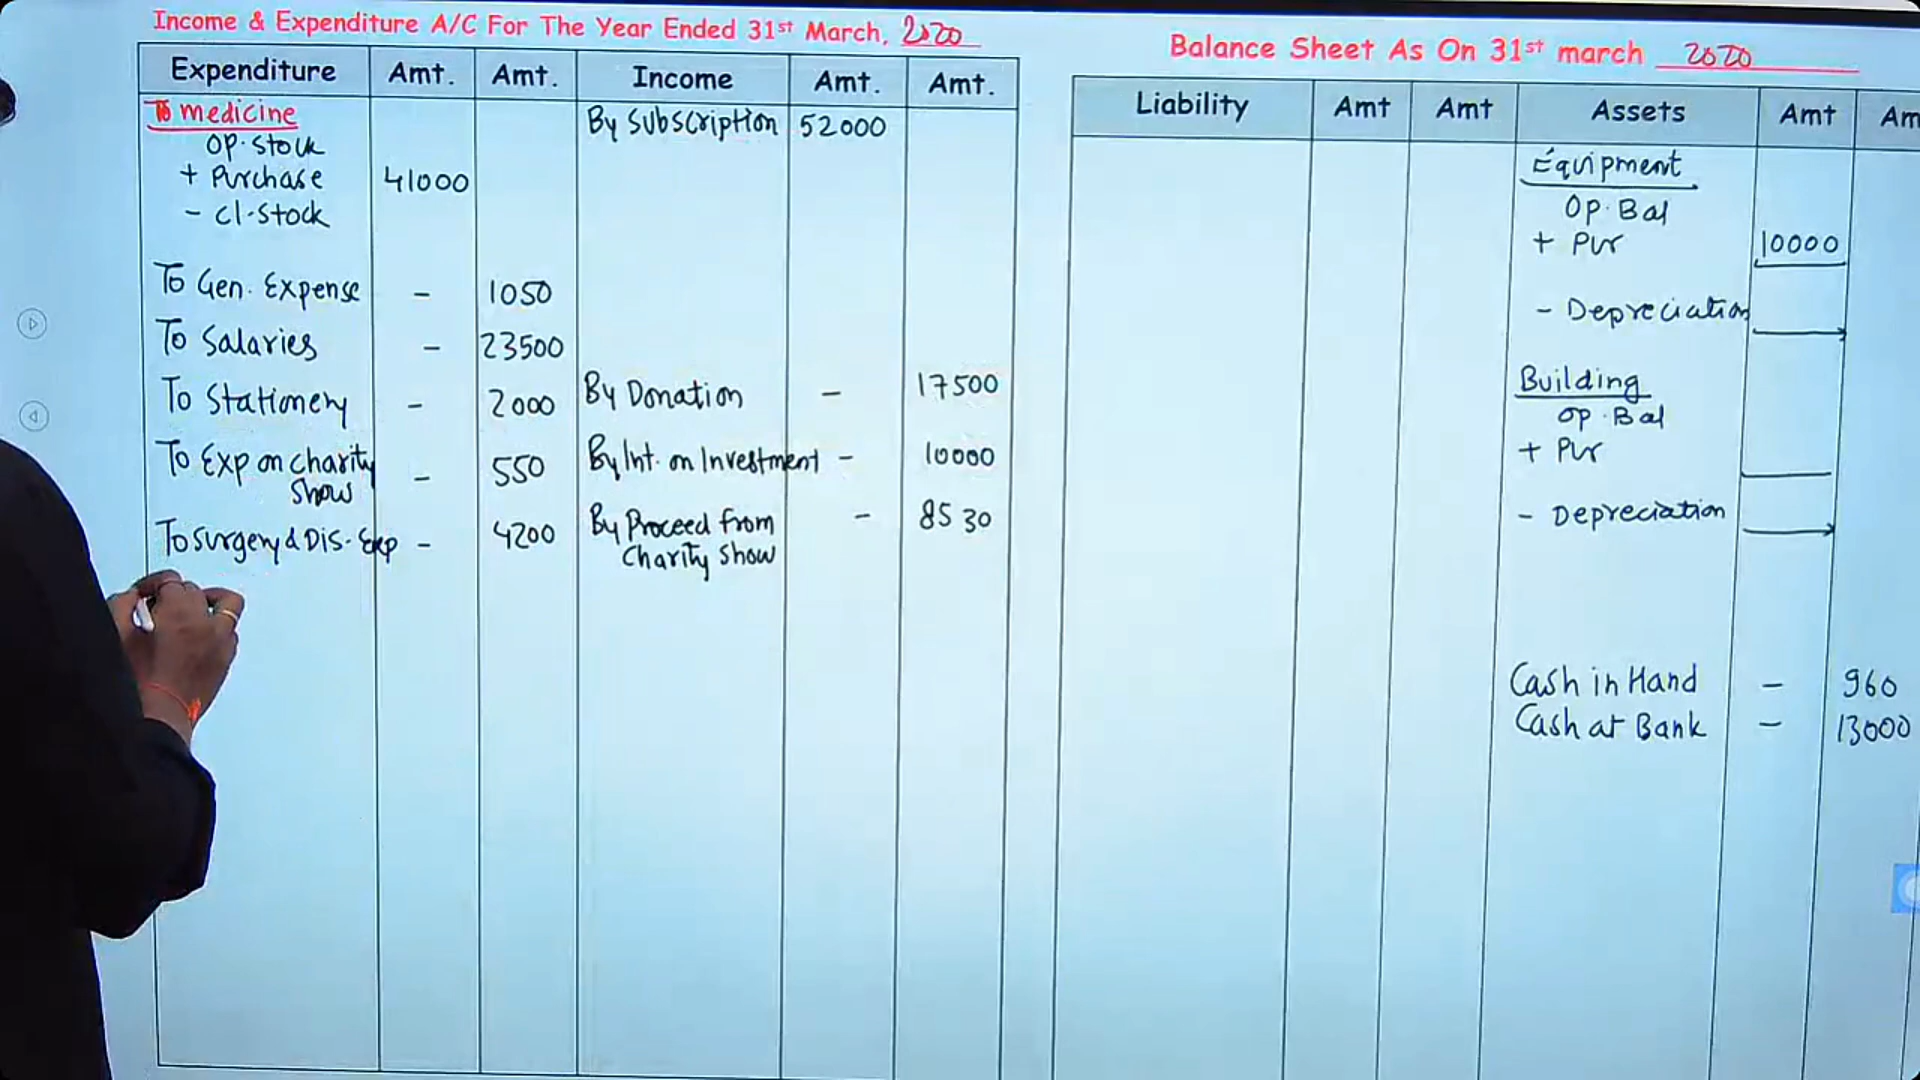 Income & Expenditure A/C For The Year Ended 31st March, 2020
Expenditure Amt. Amt. Income Amt. Amt.
To medicine By Subscription 52000
OP. Stock
+ Purchase 41000
- Cl. Stock
To Gen. Expense - 1050
To Salaries - 23500
To Stationery - 2000 By Donation - 17500
To Exp on charity - 550 By Int. on Investment - 10000
Show
To Surgery & Dis. Exp - 4200 By Proceed from - 8530
Charity Show
Balance Sheet As On 31st march 2020
Liability Amt Amt Assets Amt Am
Equipment
Op. Bal
+ Pur 10000
- Depreciation
Building
Op. Bal
+ Pur
- Depreciation
Cash in Hand - 960
Cash at Bank - 13000